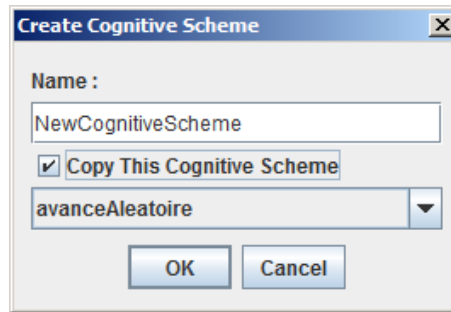 Create Cognitive Scheme
Name :
NewCognitiveScheme
Copy This Cognitive Scheme
avanceAleatoire
OK Cancel